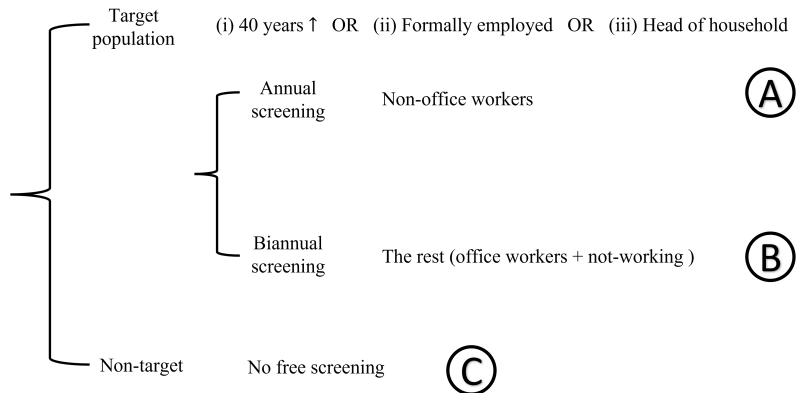 Target
population
(i) 40 years ↑ OR (ii) Formally employed OR (iii) Head of household
Annual
screening
Non-office workers
A
Biannual
screening
The rest (office workers + not-working )
B
Non-target
No free screening
C